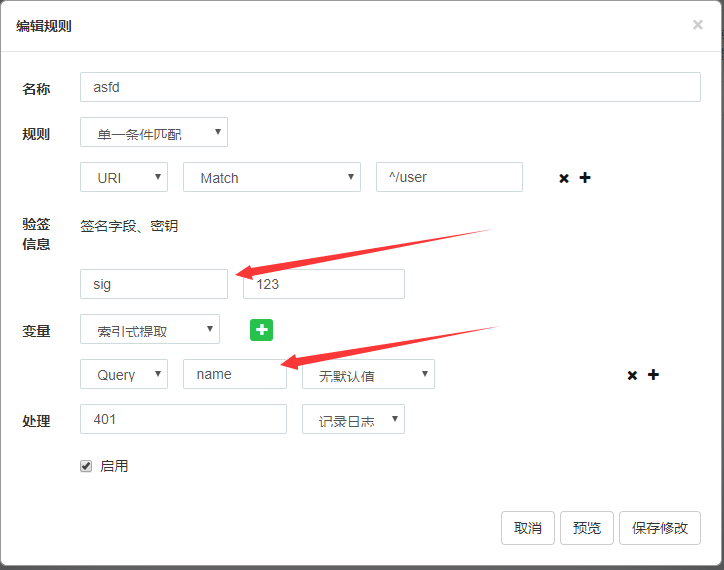 编辑规则 ×
名称 asfd
规则 单一条件匹配
URI Match ^/user
验签信息 签名字段、密钥
sig 123
变量 索引式提取
Query name 无默认值
处理 401 记录日志
启用
取消 预览 保存修改